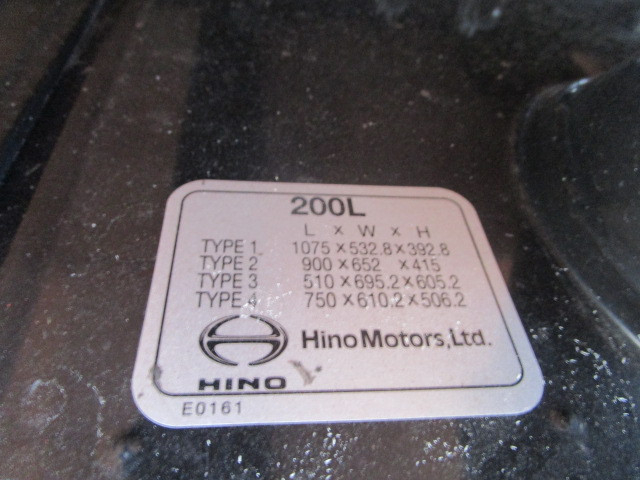 200L
L x W x H
TYPE 1. 1075×532.8×392.8
TYPE 2 900×652 ×415
TYPE 3 510×695.2×605.2
TYPE 4 750×610.2×506.2
Hino Motors, Ltd.
HINO
E0161